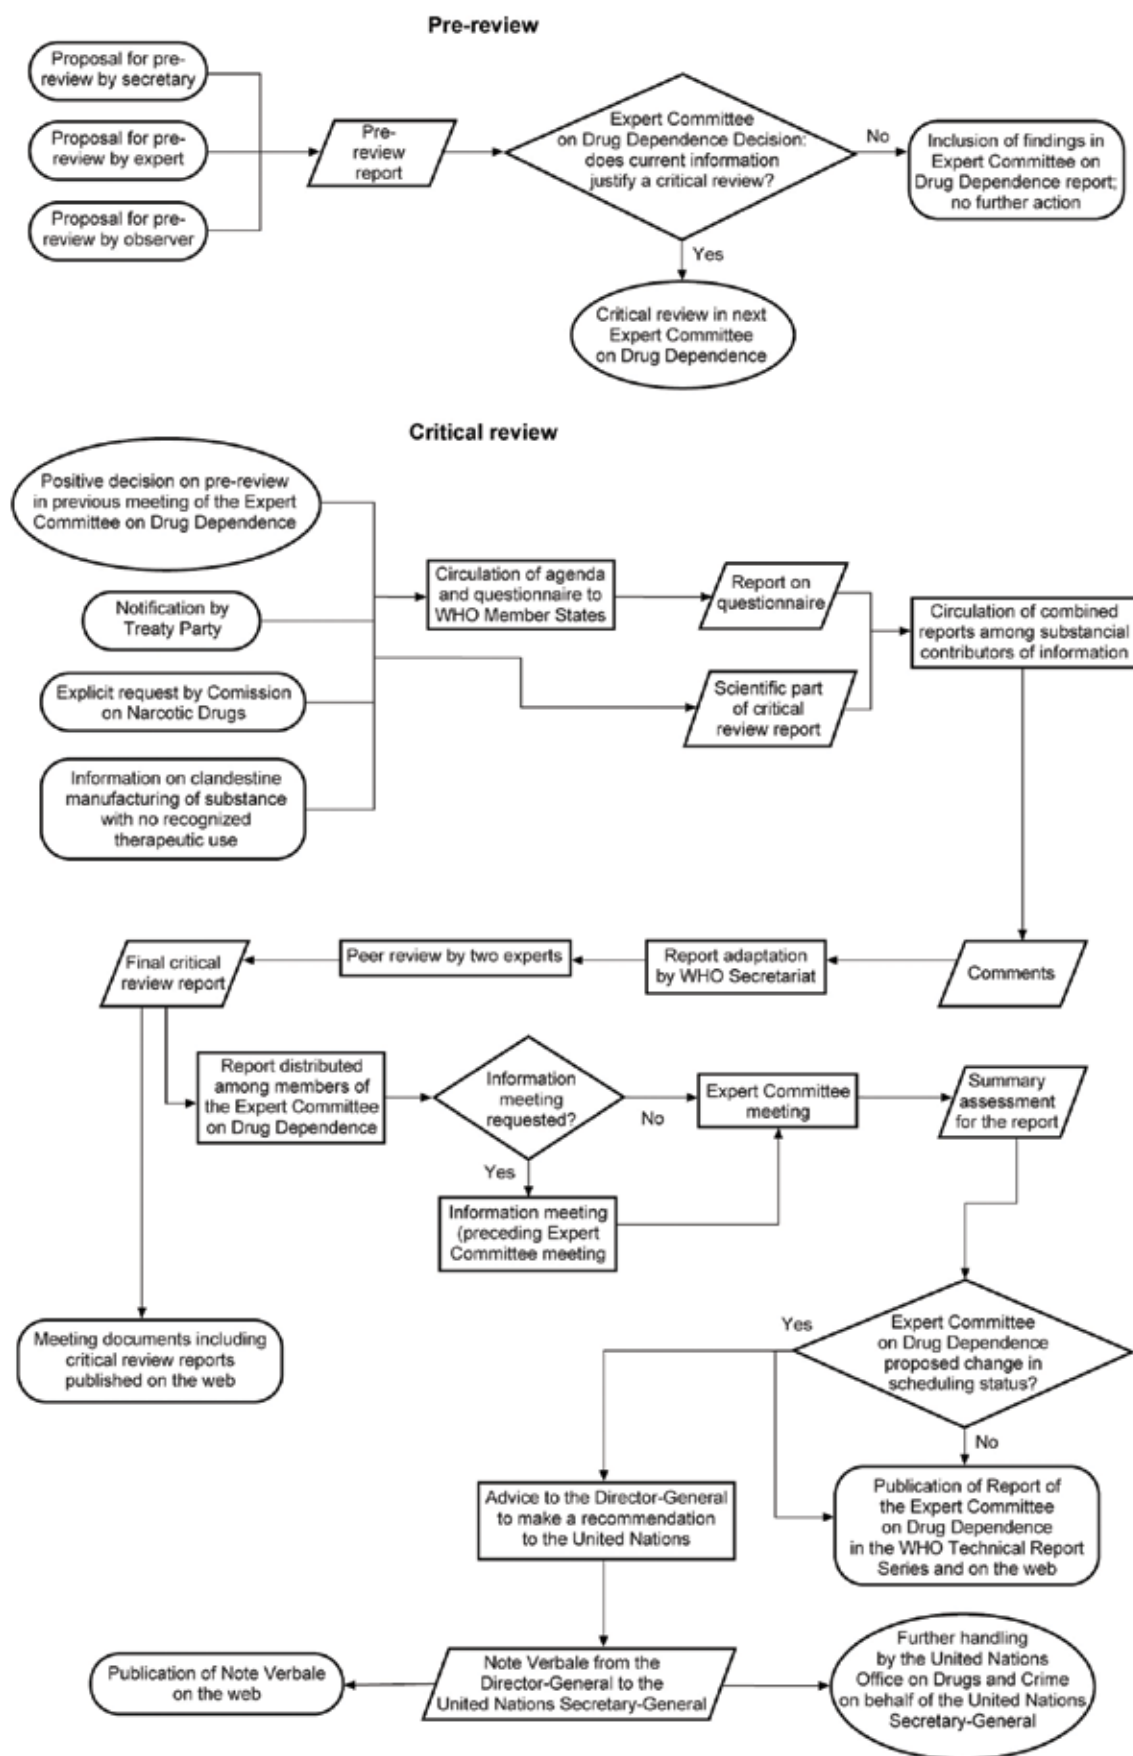 Pre-review
Proposal for pre-
review by secretary
Proposal for pre-
review by expert
Proposal for pre-
review by observer
Pre-
review
report
Expert Committee
on Drug Dependence Decision:
does current information
justify a critical review?
No
Inclusion of findings in
Expert Committee on
Drug Dependence report;
no further action
Yes
Critical review in next
Expert Committee
on Drug Dependence
Critical review
Positive decision on pre-review
in previous meeting of the Expert
Committee on Drug Dependence
Notification by
Treaty Party
Explicit request by Comission
on Narcotic Drugs
Information on clandestine
manufacturing of substance
with no recognized
therapeutic use
Circulation of agenda
and questionnaire to
WHO Member States
Report on
questionnaire
Scientific part
of critical
review report
Circulation of combined
reports among substancial
contributors of information
Comments
Report adaptation
by WHO Secretariat
Peer review by two experts
Final critical
review report
Report distributed
among members of
the Expert Committee
on Drug Dependence
Information
meeting
requested?
No
Yes
Information meeting
(preceding Expert
Committee meeting
Expert Committee
meeting
Summary
assessment
for the report
Meeting documents including
critical review reports
published on the web
Expert Committee
on Drug Dependence
proposed change in
scheduling status?
Yes
No
Advice to the Director-General
to make a recommendation
to the United Nations
Publication of Report of
the Expert Committee
on Drug Dependence
in the WHO Technical Report
Series and on the web
Publication of Note Verbale
on the web
Note Verbale from the
Director-General to the
United Nations Secretary-General
Further handling
by the United Nations
Office on Drugs and Crime
on behalf of the United Nations
Secretary-General